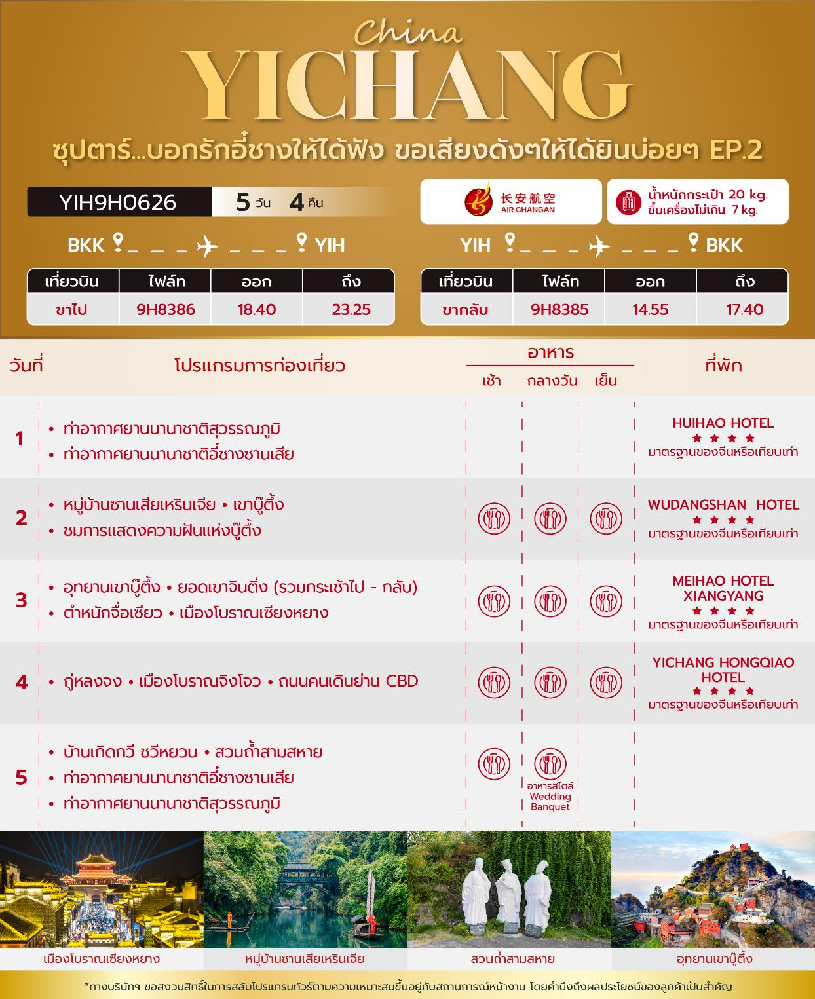 China
YICHANG
ซุปตาร์...บอกรักอี๋ชางให้ได้ฟัง ขอเสียงดังๆให้ได้ยินบ่อยๆ EP.2
YIH9H0626 5 วัน 4 คืน
长安航空
AIR CHANGAN
น้ำหนักกระเป๋า 20 kg.
ขึ้นเครื่องไม่เกิน 7 kg.
BKK YIH
เที่ยวบิน ไฟล์ท ออก ถึง
ขาไป 9H8386 18.40 23.25
YIH BKK
เที่ยวบิน ไฟล์ท ออก ถึง
ขากลับ 9H8385 14.55 17.40
วันที่ โปรแกรมการท่องเที่ยว อาหาร ที่พัก
เช้า กลางวัน เย็น
1
• ท่าอากาศยานนานาชาติสุวรรณภูมิ
• ท่าอากาศยานนานาชาติอี๋ชางซานเสีย
HUIHAO HOTEL
มาตรฐานของจีนหรือเทียบเท่า
2
• หมู่บ้านซานเสียเหรินเจีย • เขาบู๊ตึ้ง
• ชมการแสดงความฝันแห่งบู๊ตึ้ง
WUDANGSHAN HOTEL
มาตรฐานของจีนหรือเทียบเท่า
3
• อุทยานเขาบู๊ตึ้ง • ยอดเขาจินติ่ง (รวมกระเช้าไป - กลับ)
• ตำหนักจื่อเซียว • เมืองโบราณเซียงหยาง
MEIHAO HOTEL
XIANGYANG
มาตรฐานของจีนหรือเทียบเท่า
4
• กู่หลงจง • เมืองโบราณจิงโจว • ถนนคนเดินย่าน CBD
YICHANG HONGQIAO
HOTEL
มาตรฐานของจีนหรือเทียบเท่า
5
• บ้านเกิดกวี ชวีหยวน • สวนถ้ำสามสหาย
• ท่าอากาศยานนานาชาติอี๋ชางซานเสีย
• ท่าอากาศยานนานาชาติสุวรรณภูมิ
อาหารสไตล์
Wedding
Banquet
เมืองโบราณเซียงหยาง
หมู่บ้านซานเสียเหรินเจีย
สวนถ้ำสามสหาย
อุทยานเขาบู๊ตึ้ง
*ทางบริษัทฯ ขอสงวนสิทธิ์ในการสลับโปรแกรมทัวร์ตามความเหมาะสมขึ้นอยู่กับสถานการณ์หน้างาน โดยคำนึงถึงผลประโยชน์ของลูกค้าเป็นสำคัญ